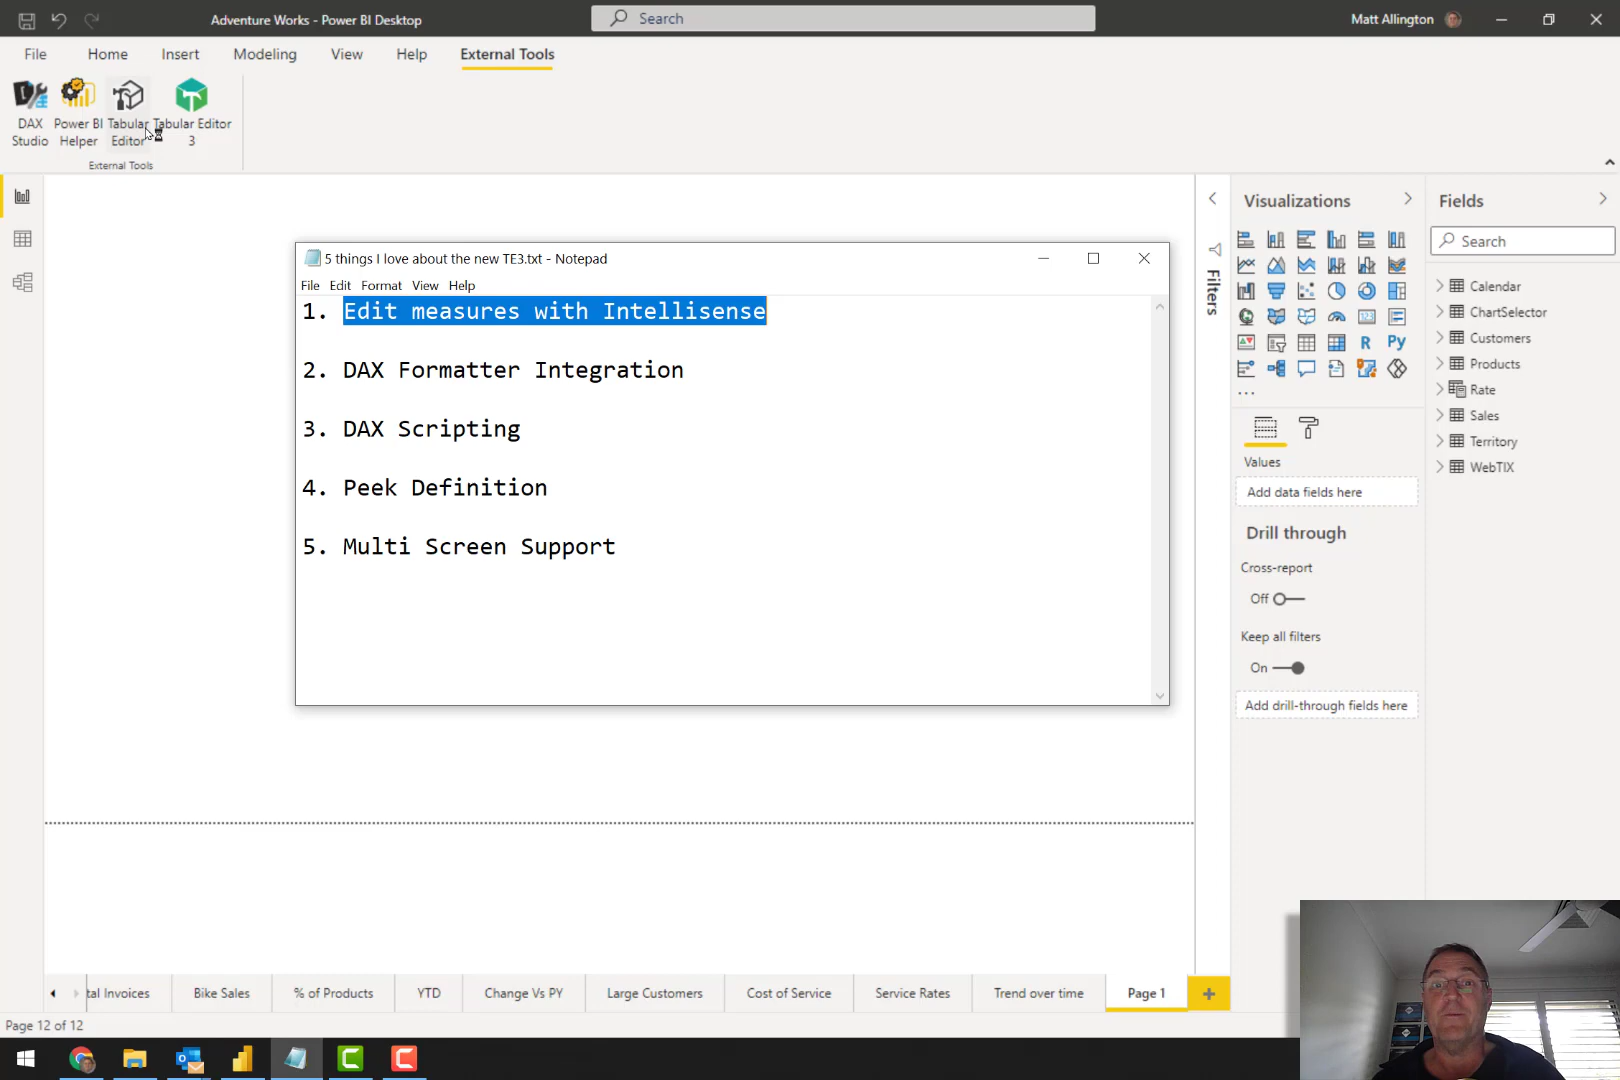 Adventure Works - Power BI Desktop
Search
Matt Allington
File
Home
Insert
Modeling
View
Help
External Tools
DAX
Studio
Power BI
Helper
Tabular
Editor
Tabular Editor
3
External Tools
5 things I love about the new TE3.txt - Notepad
File Edit Format View Help
1. Edit measures with Intellisense
2. DAX Formatter Integration
3. DAX Scripting
4. Peek Definition
5. Multi Screen Support
Filters
Visualizations
R
Py
...
Values
Add data fields here
Drill through
Cross-report
Off
Keep all filters
On
Add drill-through fields here
Fields
Search
Calendar
ChartSelector
Customers
Products
Rate
Sales
Territory
WebTIX
tal Invoices
Bike Sales
% of Products
YTD
Change Vs PY
Large Customers
Cost of Service
Service Rates
Trend over time
Page 1
Page 12 of 12